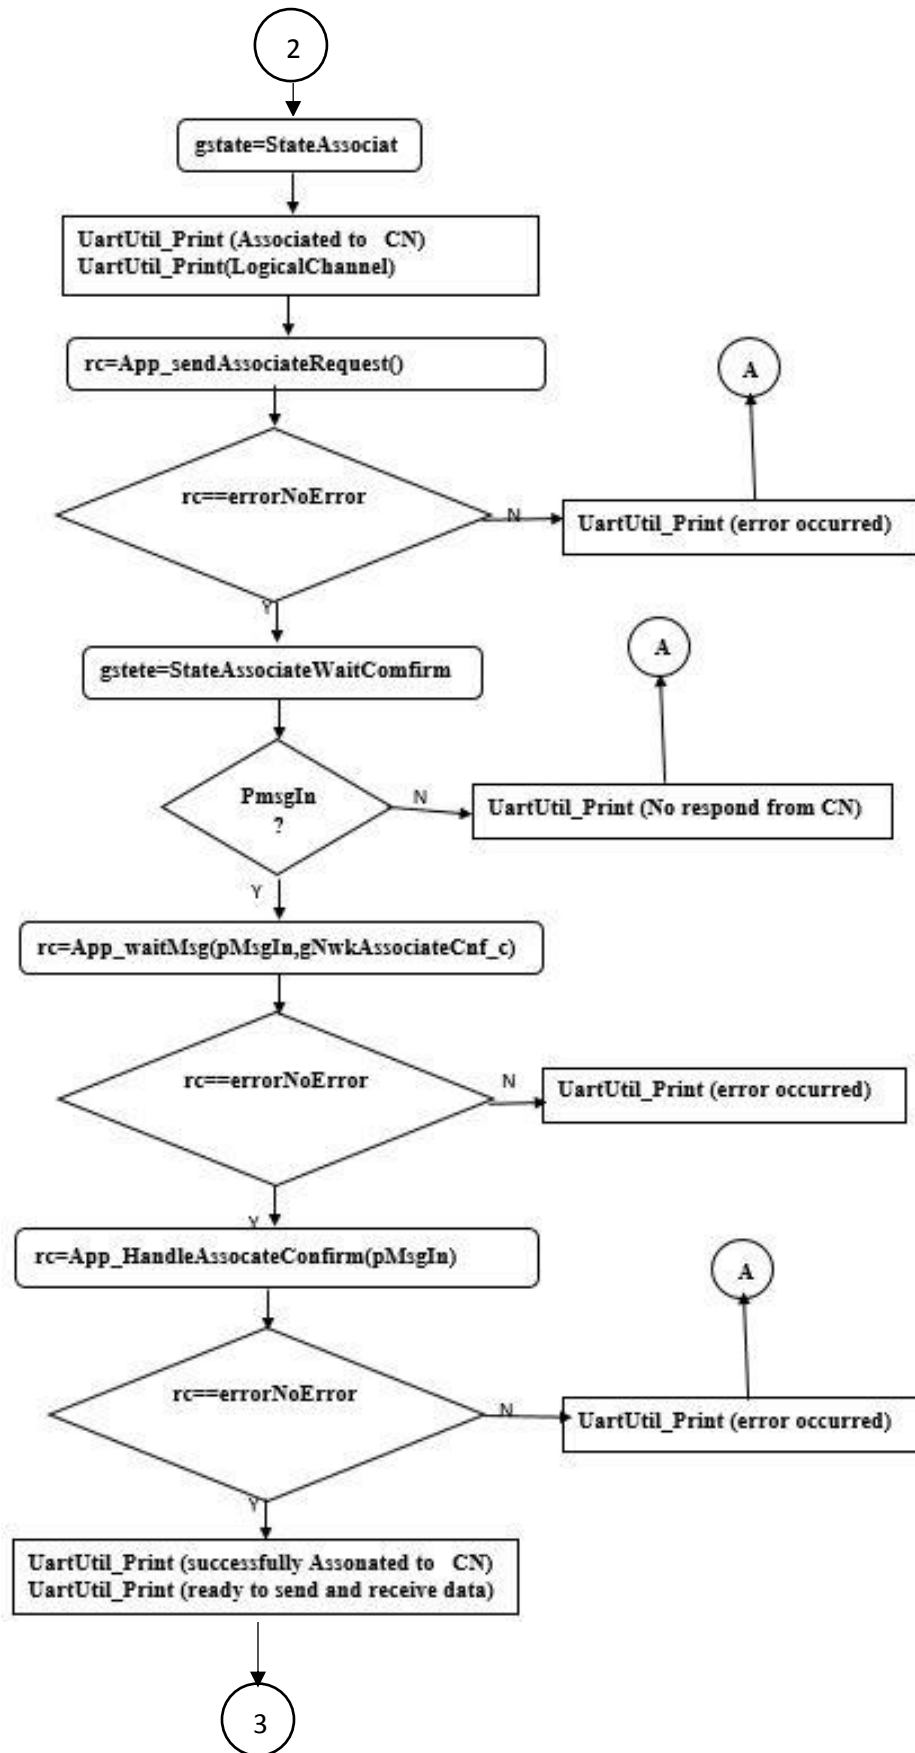 2
gstate=StateAssociat
UartUtil_Print (Associated to CN)
UartUtil_Print(LogicalChannel)
rc=App_sendAssociateRequest()
A
rc==errorNoError
N
UartUtil_Print (error occurred)
Y
gstete=StateAssociateWaitComfirm
A
PmsgIn
?
N
UartUtil_Print (No respond from CN)
Y
rc=App_waitMsg(pMsgIn,gNwkAssociateCnf_c)
rc==errorNoError
N
UartUtil_Print (error occurred)
Y
rc=App_HandleAssocateConfirm(pMsgIn)
A
rc==errorNoError
N
UartUtil_Print (error occurred)
Y
UartUtil_Print (successfully Assonated to CN)
UartUtil_Print (ready to send and receive data)
3